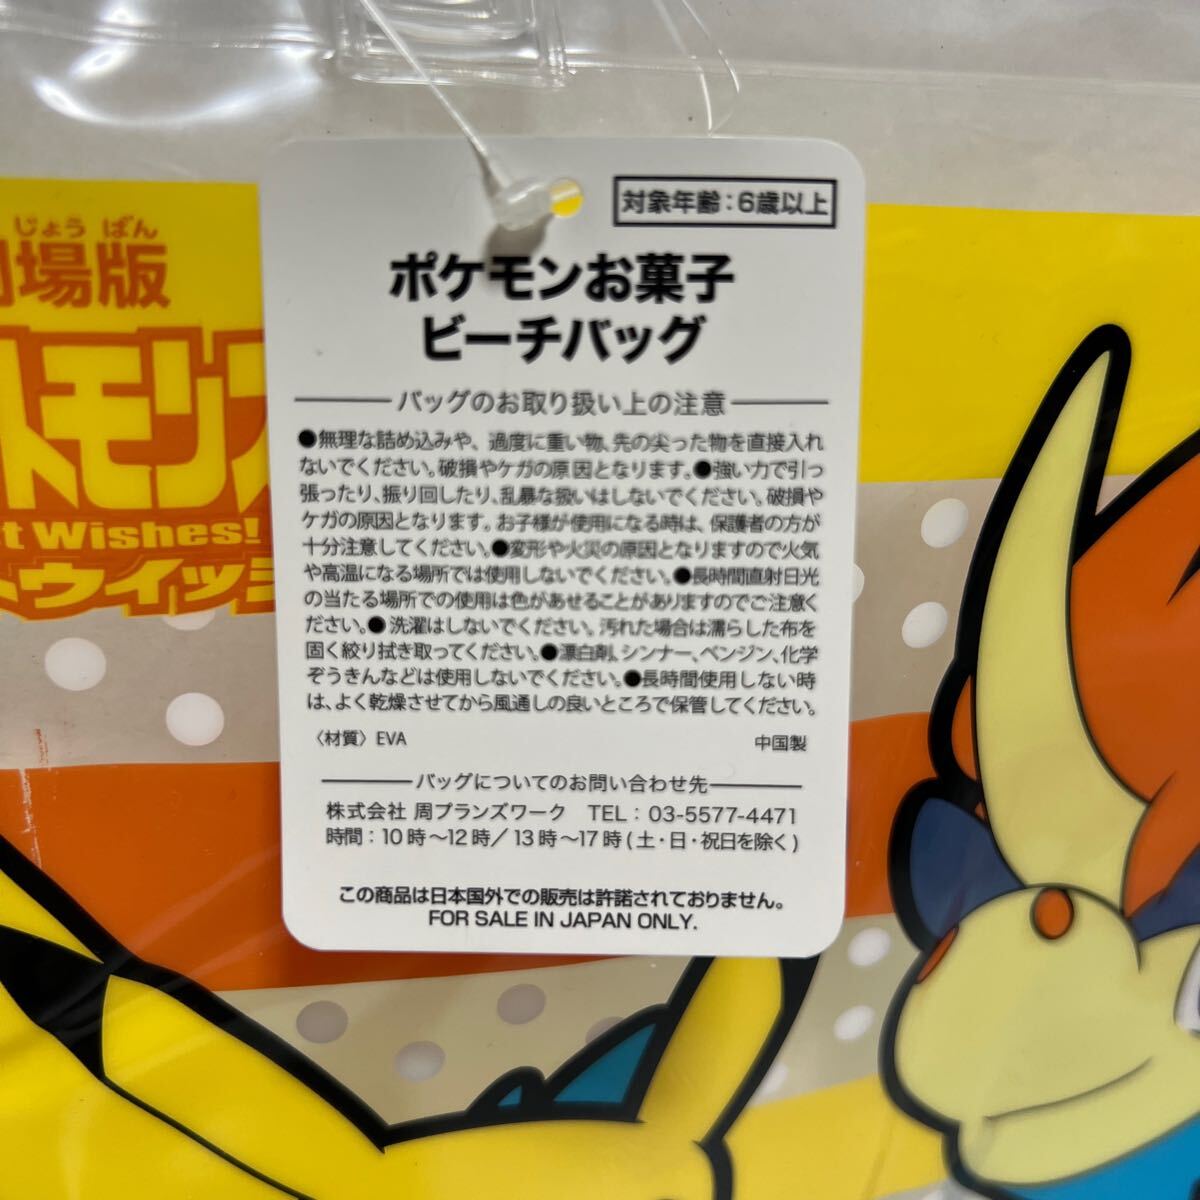 じょう ばん
場版
トモンス
t Wishes!
トウイッシ
対象年齢:6歳以上
ポケモンお菓子
ビーチバッグ
バッグのお取り扱い上の注意
●無理な詰め込みや、過度に重い物、先の尖った物を直接入れ
ないでください。破損やケガの原因となります。●強い力で引っ
張ったり、振り回したり、乱暴な扱いはしないでください。破損や
ケガの原因となります。お子様が使用になる時は、保護者の方が
十分注意してください。●変形や火災の原因となりますので火気
や高温になる場所では使用しないでください。●長時間直射日光
の当たる場所での使用は色があせることがありますのでご注意く
ださい。●洗濯はしないでください。汚れた場合は濡らした布を
固く絞り拭き取ってください。●漂白剤、シンナー、ベンジン、化学
ぞうきんなどは使用しないでください。●長時間使用しない時
は、よく乾燥させてから風通しの良いところで保管してください。
〈材質〉EVA 中国製
バッグについてのお問い合わせ先
株式会社 周プランズワーク TEL:03-5577-4471
時間:10時〜12時/13時〜17時(土・日・祝日を除く)
この商品は日本国外での販売は許諾されておりません。
FOR SALE IN JAPAN ONLY.